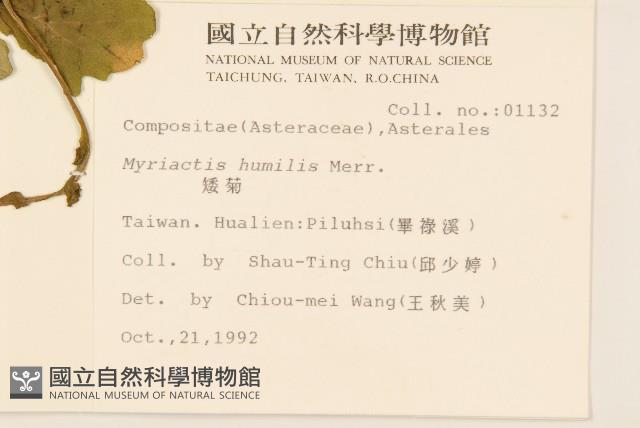 國立自然科學博物館
NATIONAL MUSEUM OF NATURAL SCIENCE
TAICHUNG, TAIWAN, R.O.CHINA
Coll. no.:01132
Compositae(Asteraceae),Asterales
Myriactis humilis Merr.
矮菊
Taiwan. Hualien:Piluhsi(畢祿溪)
Coll. by Shau-Ting Chiu(邱少婷)
Det. by Chiou-mei Wang(王秋美)
Oct.,21,1992
國立自然科學博物館
NATIONAL MUSEUM OF NATURAL SCIENCE